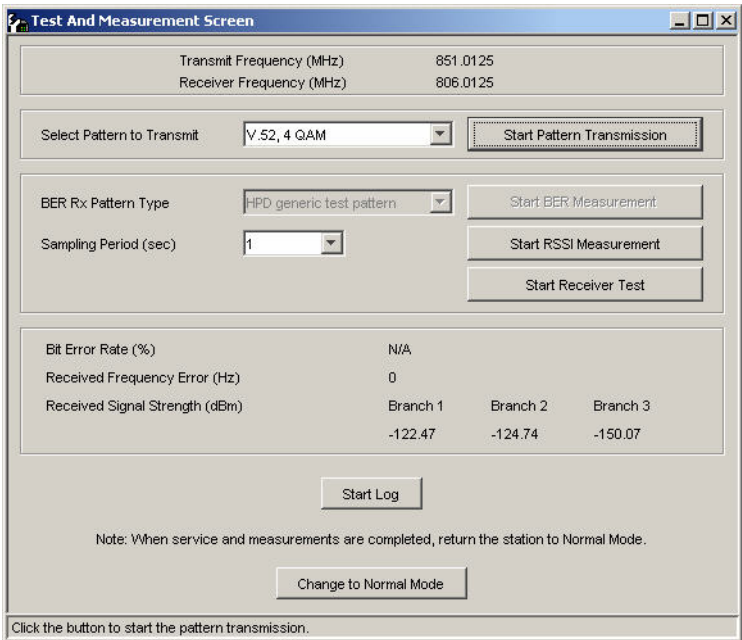 Test And Measurement Screen
Transmit Frequency (MHz) 851.0125
Receiver Frequency (MHz) 806.0125
Select Pattern to Transmit V.52, 4 QAM Start Pattern Transmission
BER Rx Pattern Type HPD generic test pattern Start BER Measurement
Sampling Period (sec) 1 Start RSSI Measurement
Start Receiver Test
Bit Error Rate (%) N/A
Received Frequency Error (Hz) 0
Received Signal Strength (dBm) Branch 1 Branch 2 Branch 3
-122.47 -124.74 -150.07
Start Log
Note: When service and measurements are completed, return the station to Normal Mode.
Change to Normal Mode
Click the button to start the pattern transmission.